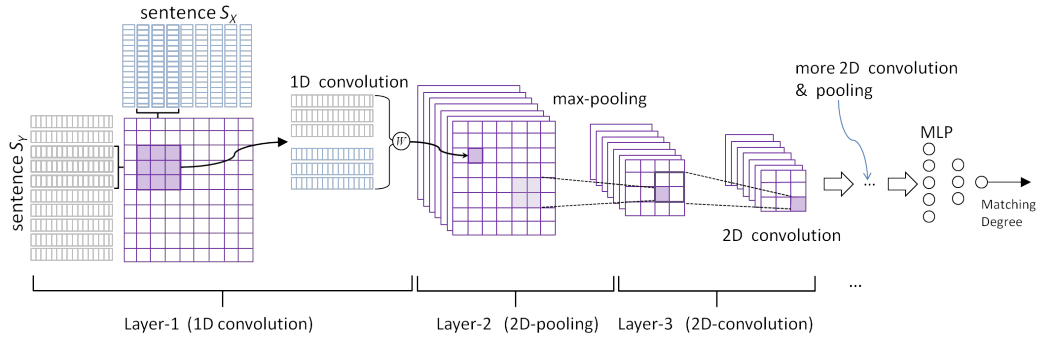 sentence S_X
sentence S_Y
1D convolution
W
max-pooling
more 2D convolution
& pooling
...
MLP
Matching
Degree
2D convolution
...
Layer-1 (1D convolution)
Layer-2 (2D-pooling)
Layer-3 (2D-convolution)